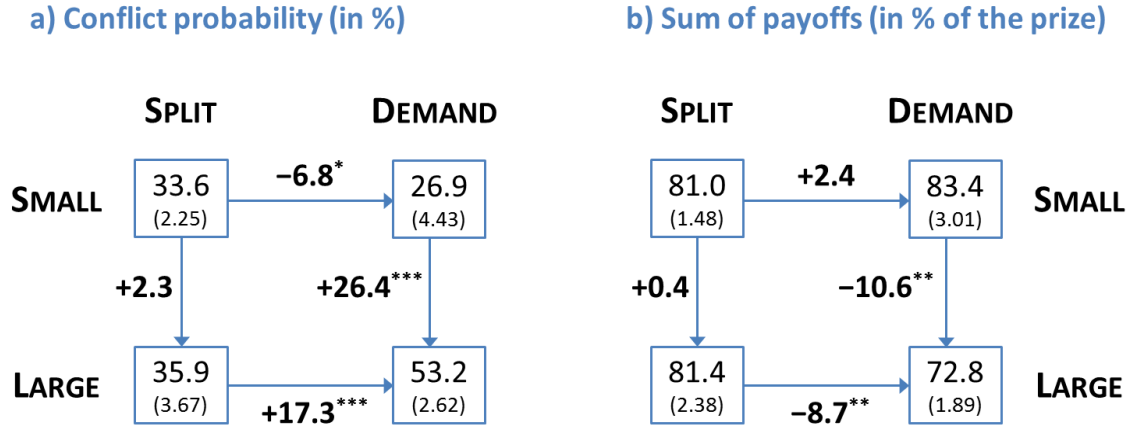 a) Conflict probability (in %)
b) Sum of payoffs (in % of the prize)
SPLIT DEMAND
SPLIT DEMAND
SMALL 33.6 −6.8* 26.9
(2.25) (4.43)
81.0 +2.4 83.4 SMALL
(1.48) (3.01)
+2.3 +26.4***
+0.4 −10.6**
LARGE 35.9 53.2
(3.67) +17.3*** (2.62)
81.4 72.8 LARGE
(2.38) −8.7** (1.89)